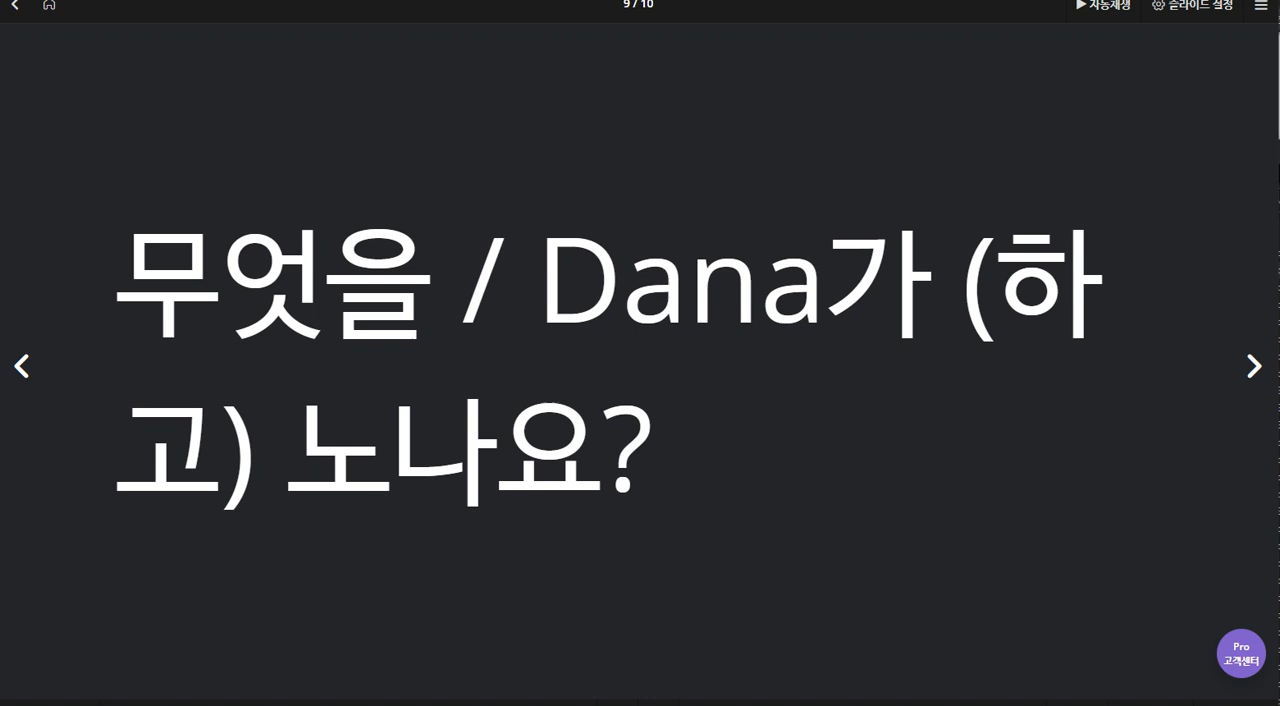 9 / 10
▶ 자동재생
슬라이드 설정
무엇을 / Dana가 (하
고) 노나요?
Pro
고객센터